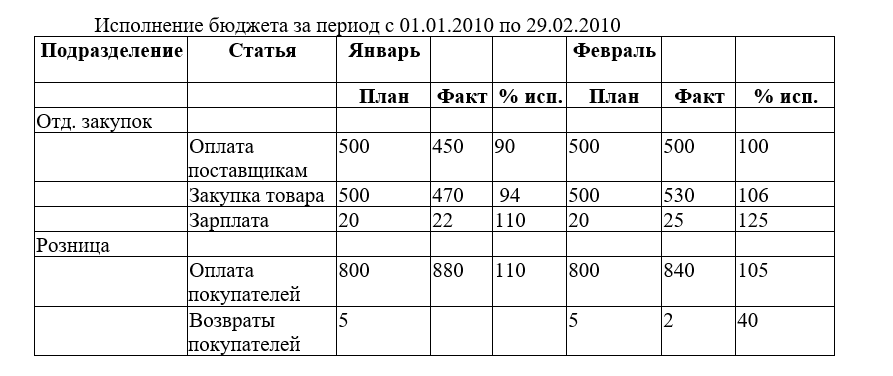 Исполнение бюджета за период с 01.01.2010 по 29.02.2010
Подразделение Статья Январь Февраль
План Факт % исп. План Факт % исп.
Отд. закупок
Оплата поставщикам 500 450 90 500 500 100
Закупка товара 500 470 94 500 530 106
Зарплата 20 22 110 20 25 125
Розница
Оплата покупателей 800 880 110 800 840 105
Возвраты покупателей 5 5 2 40